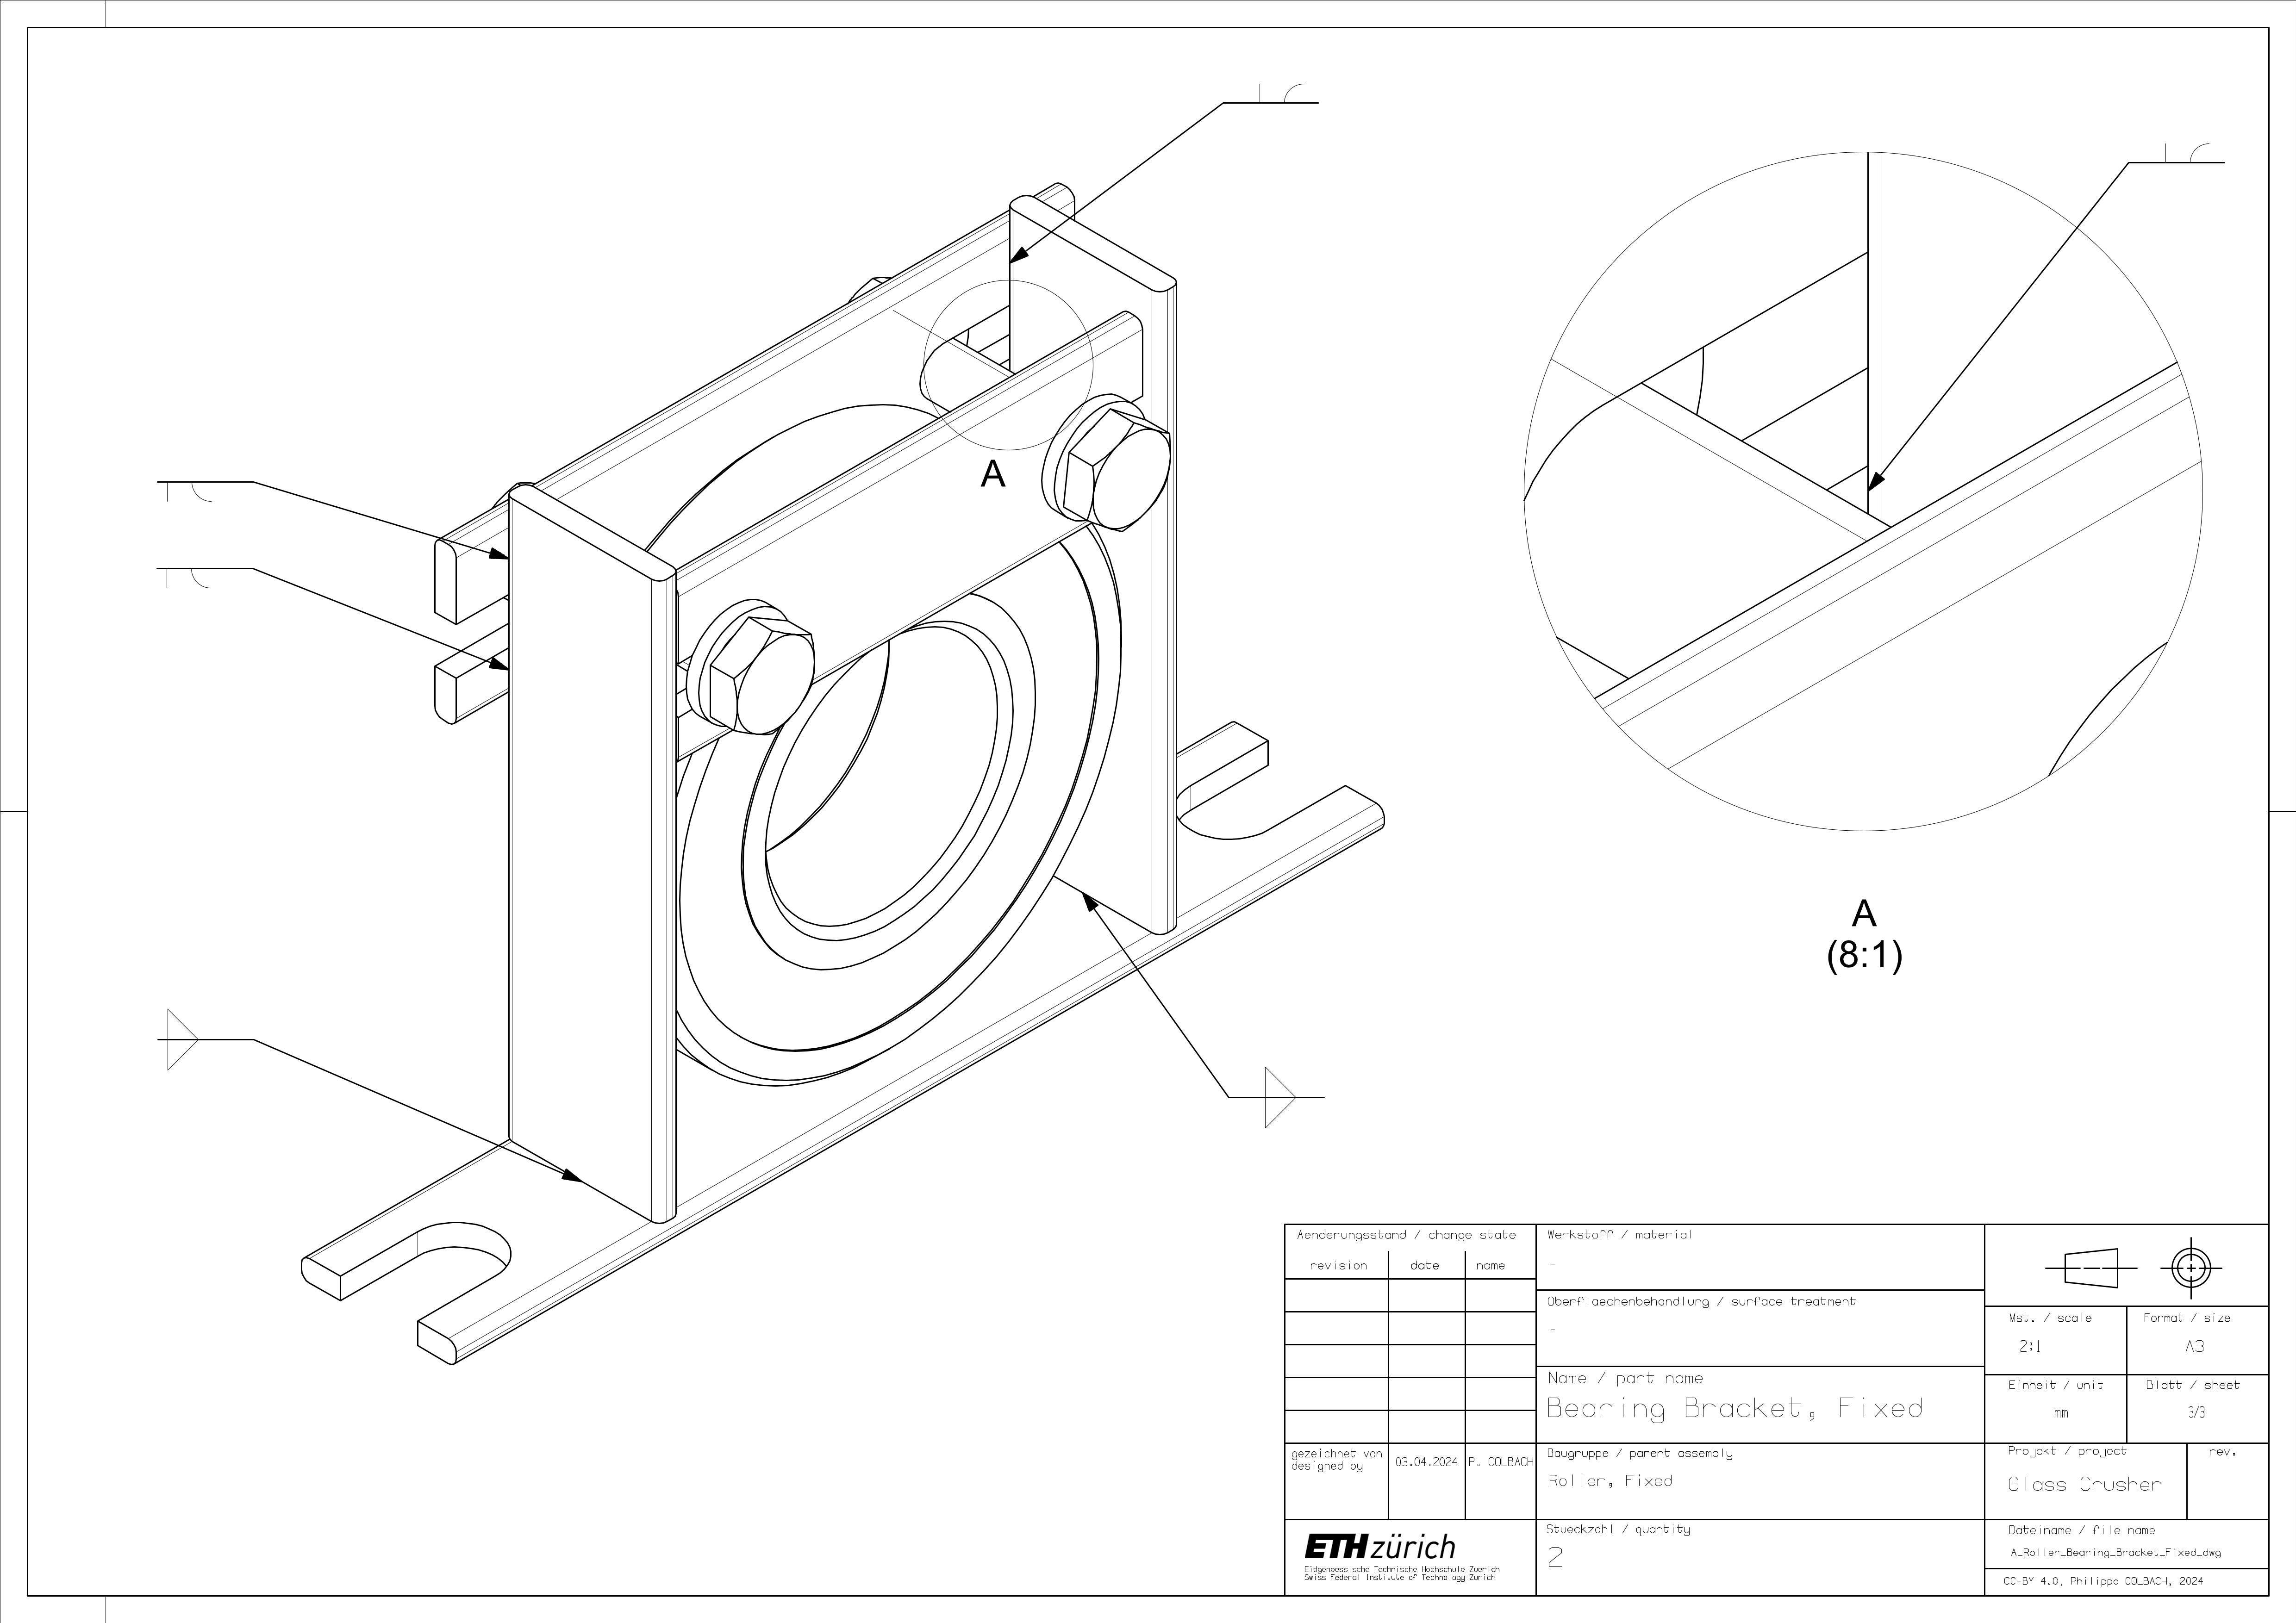 A
A
(8:1)
Aenderungsstand / change state
revision date name
Werkstoff / material
-
Oberflaechenbehandlung / surface treatment
-
Mst. / scale
2:1
Format / size
A3
Name / part name
Bearing Bracket, Fixed
Einheit / unit
mm
Blatt / sheet
3/3
gezeichnet von
designed by
03.04.2024
P. COLBACH
Baugruppe / parent assembly
Roller, Fixed
Projekt / project
Glass Crusher
rev.
ETH zürich
Eidgenoessische Technische Hochschule Zuerich
Swiss Federal Institute of Technology Zurich
Stueckzahl / quantity
2
Dateiname / file name
A_Roller_Bearing_Bracket_Fixed_dwg
CC-BY 4.0, Philippe COLBACH, 2024